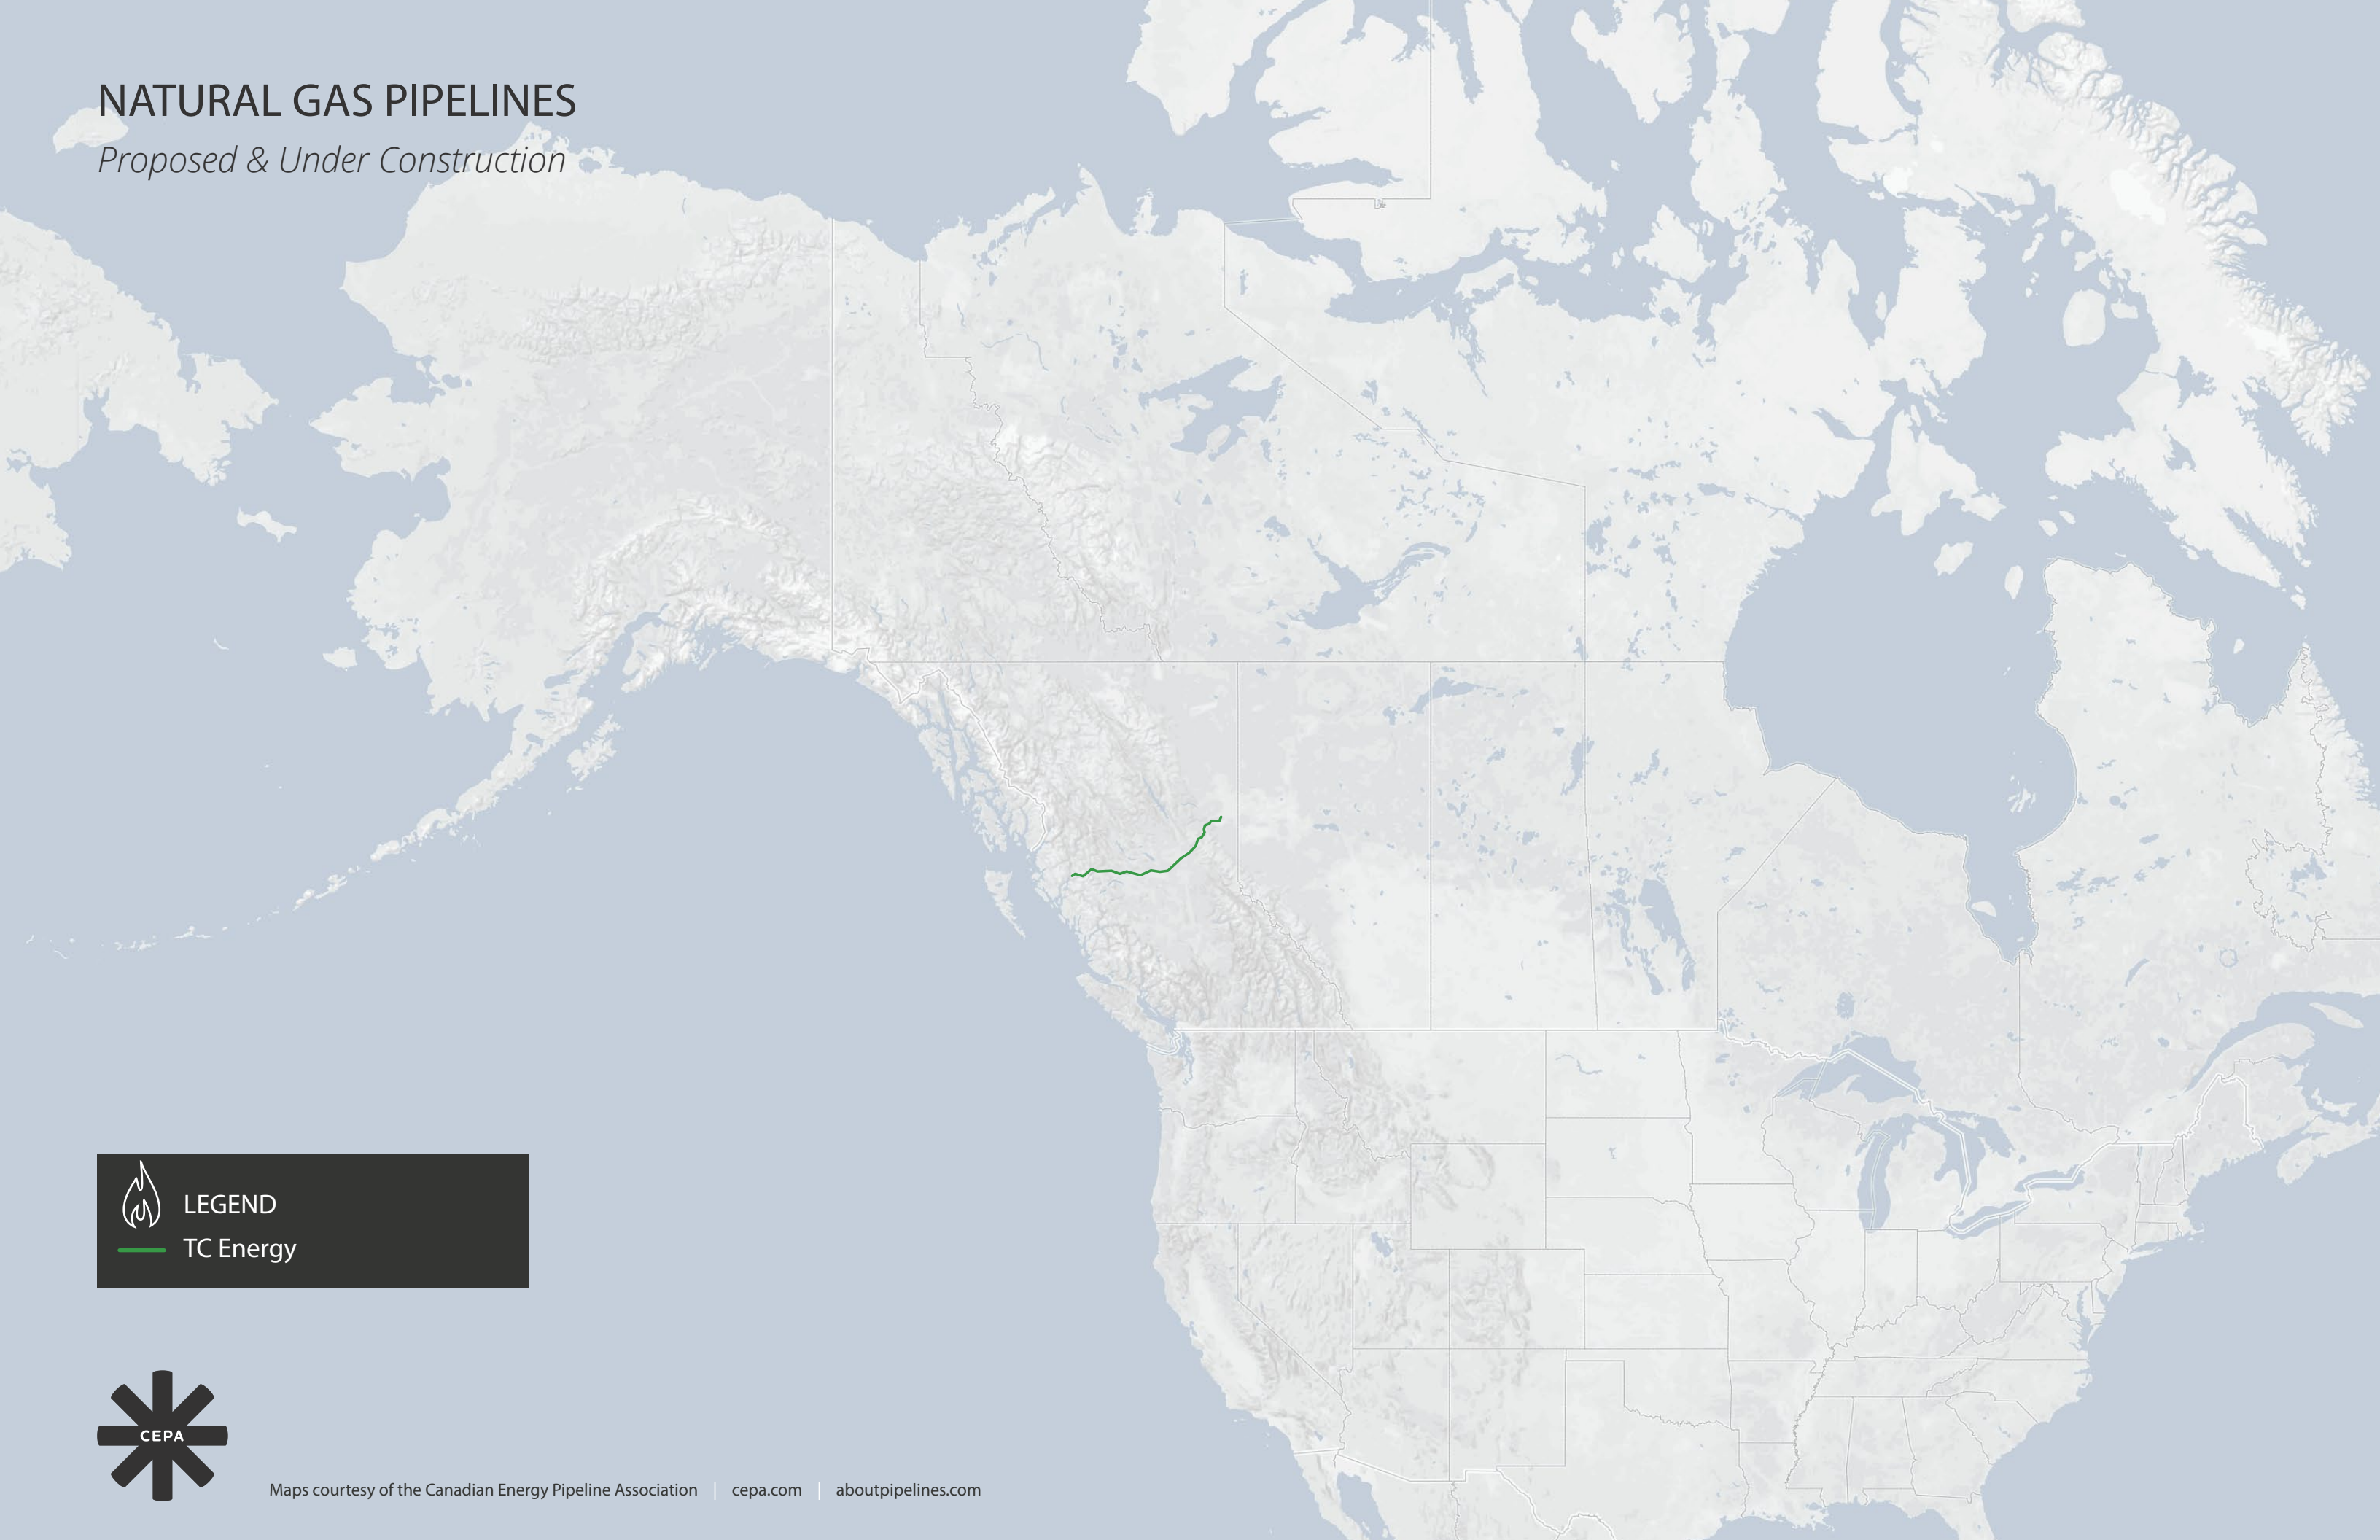 NATURAL GAS PIPELINES
Proposed & Under Construction
LEGEND
TC Energy
CEPA
Maps courtesy of the Canadian Energy Pipeline Association | cepa.com | aboutpipelines.com